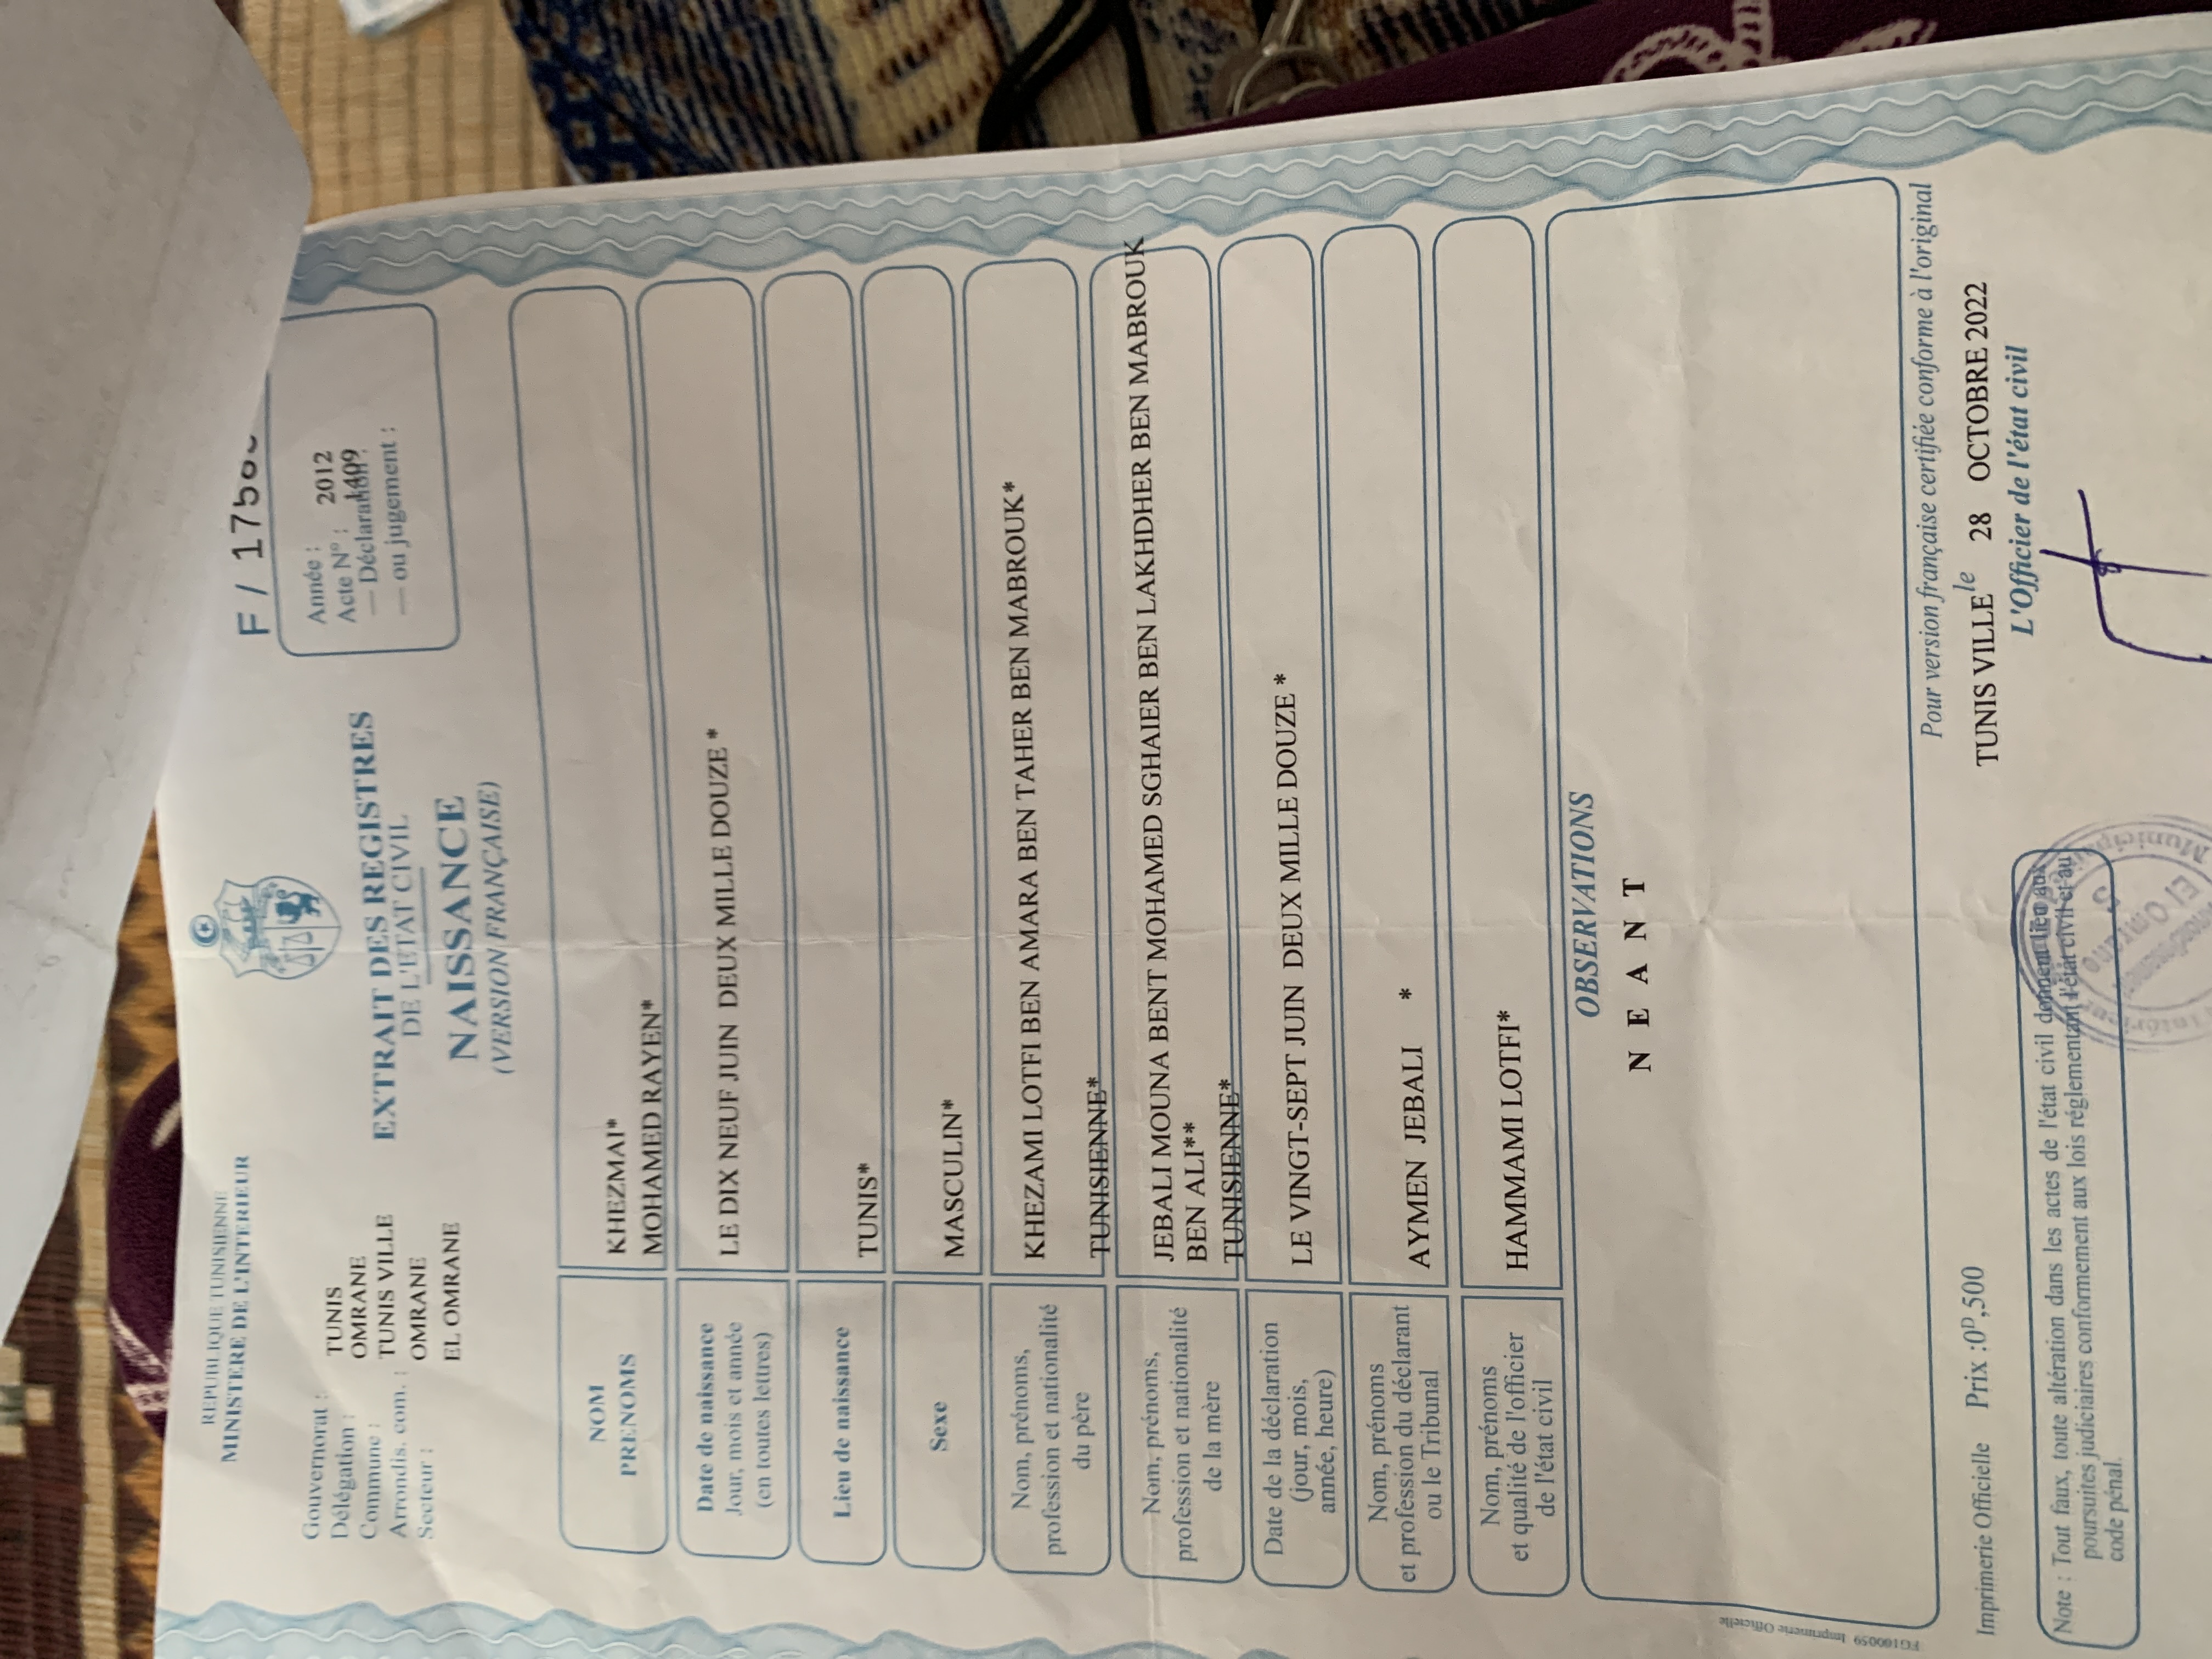 REPUBLIQUE TUNISIENNE
MINISTERE DE L'INTERIEUR
Gouvernorat : TUNIS
Délégation : OMRANE
Commune : TUNIS VILLE
Arrondis. com. : OMRANE
Secteur : EL OMRANE
EXTRAIT DES REGISTRES
DE L'ETAT CIVIL
NAISSANCE
(VERSION FRANÇAISE)
F / 175
Année : 2012
Acte N° : 1409
— Déclaration :
— ou jugement :
NOM
PRENOMS
KHEZMAI*
MOHAMED RAYEN*
Date de naissance
Jour, mois et année
(en toutes lettres)
LE DIX NEUF JUIN DEUX MILLE DOUZE *
Lieu de naissance
TUNIS*
Sexe
MASCULIN*
Nom, prénoms,
profession et nationalité
du père
KHEZAMI LOTFI BEN AMARA BEN TAHER BEN MABROUK*
TUNISIENNE*
Nom, prénoms,
profession et nationalité
de la mère
JEBALI MOUNA BENT MOHAMED SGHAIER BEN LAKHDHER BEN MABROUK
BEN ALI**
TUNISIENNE*
Date de la déclaration
(jour, mois,
année, heure)
LE VINGT-SEPT JUIN DEUX MILLE DOUZE *
Nom, prénoms
et profession du déclarant
ou le Tribunal
AYMEN JEBALI *
Nom, prénoms
et qualité de l'officier
de l'état civil
HAMMAMI LOTFI*
OBSERVATIONS
N E A N T
FG100059 Imprimerie Officielle
Pour version française certifiée conforme à l'original
TUNIS VILLE le 28 OCTOBRE 2022
L'Officier de l'état civil
Imprimerie Officielle Prix :0D,500
Note : Tout faux, toute altération dans les actes de l'état civil donnent lieu aux
poursuites judiciaires conformément aux lois réglementant l'état civil et au
code pénal.
El Omrane